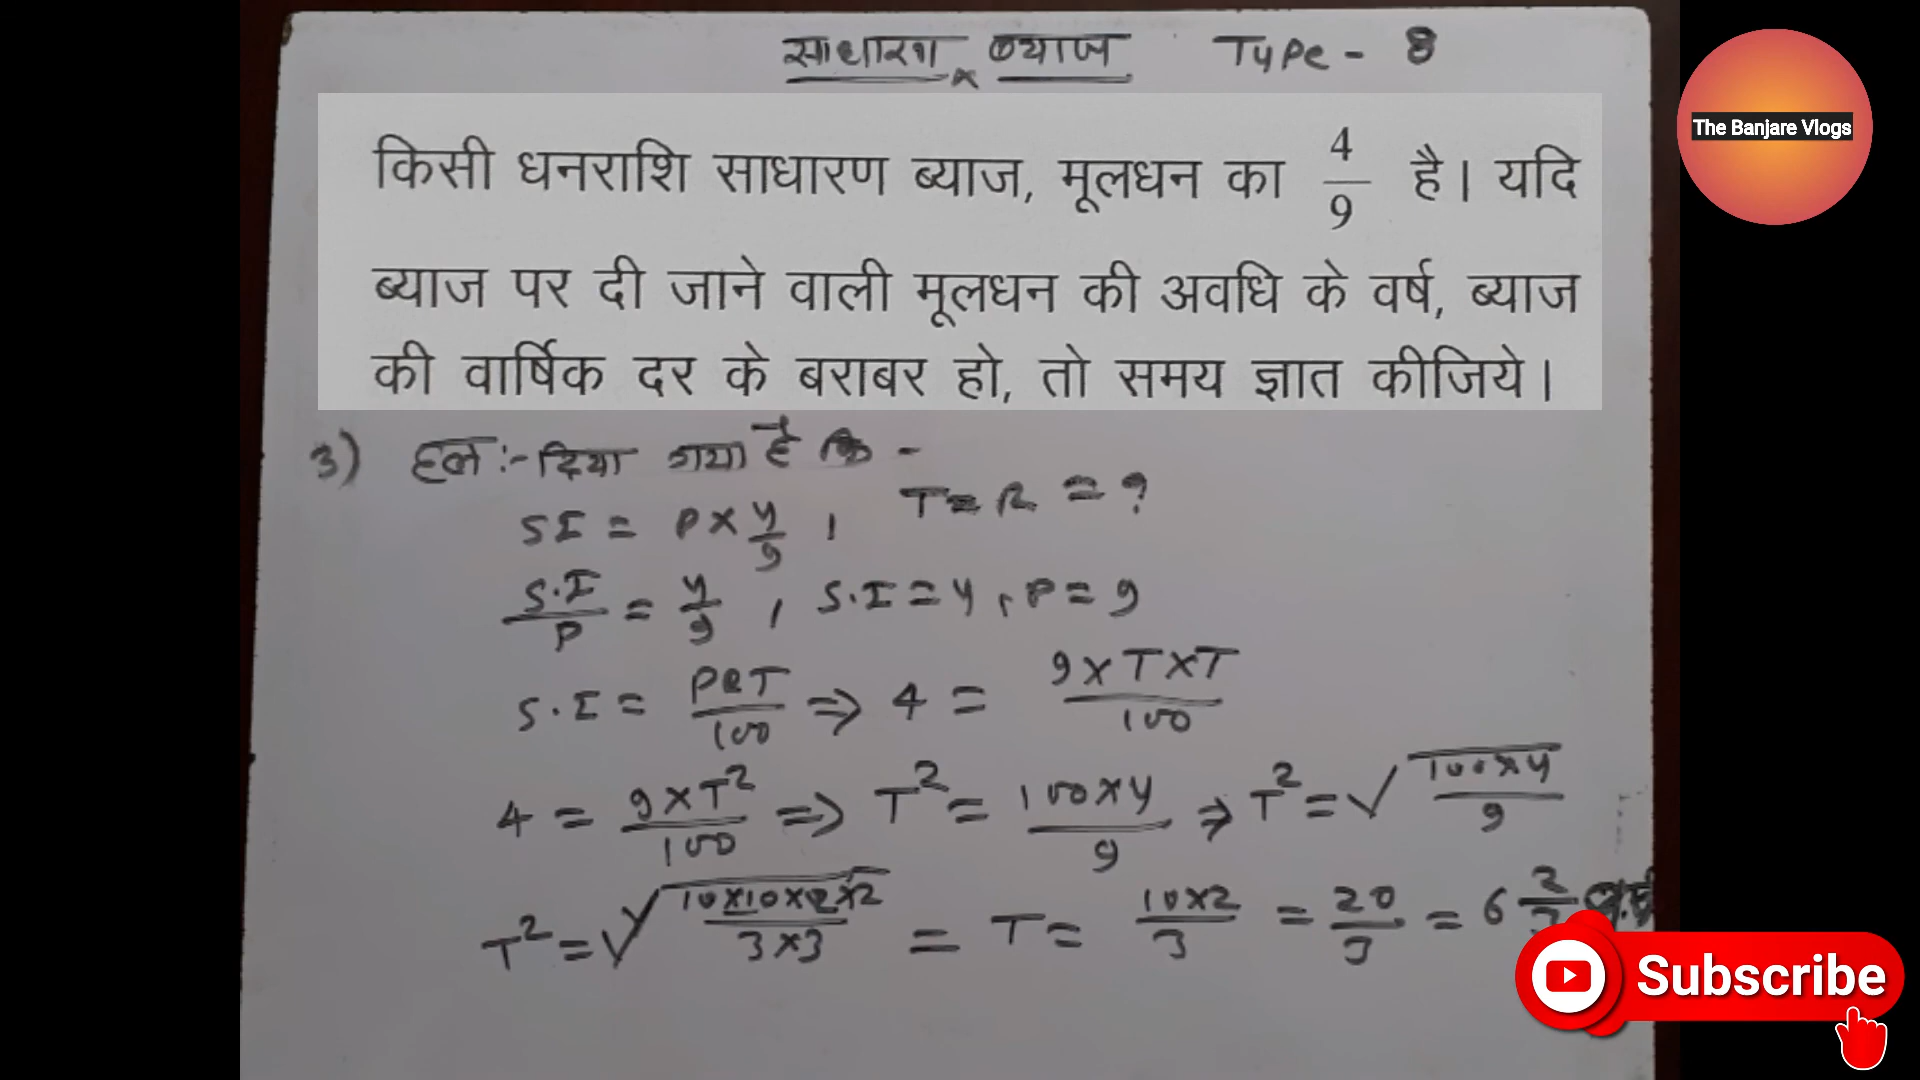 साधारण ब्याज Type - 8
The Banjare Vlogs
किसी धनराशि साधारण ब्याज, मूलधन का 4/9 है। यदि
ब्याज पर दी जाने वाली मूलधन की अवधि के वर्ष, ब्याज
की वार्षिक दर के बराबर हो, तो समय ज्ञात कीजिये।
3) हल :- दिया गया है कि -
SI = P × 4/9 , T = R = ?
S.I/P = 4/9 , S.I = 4 , P = 9
S.I = PRT/100 ⇒ 4 = 9×T×T/100
4 = 9×T²/100 ⇒ T² = 100×4/9 ⇒ T² = √100×4/9
T² = √10×10×2×2/3×3 = T = 10×2/3 = 20/3 = 6 2/3
Subscribe